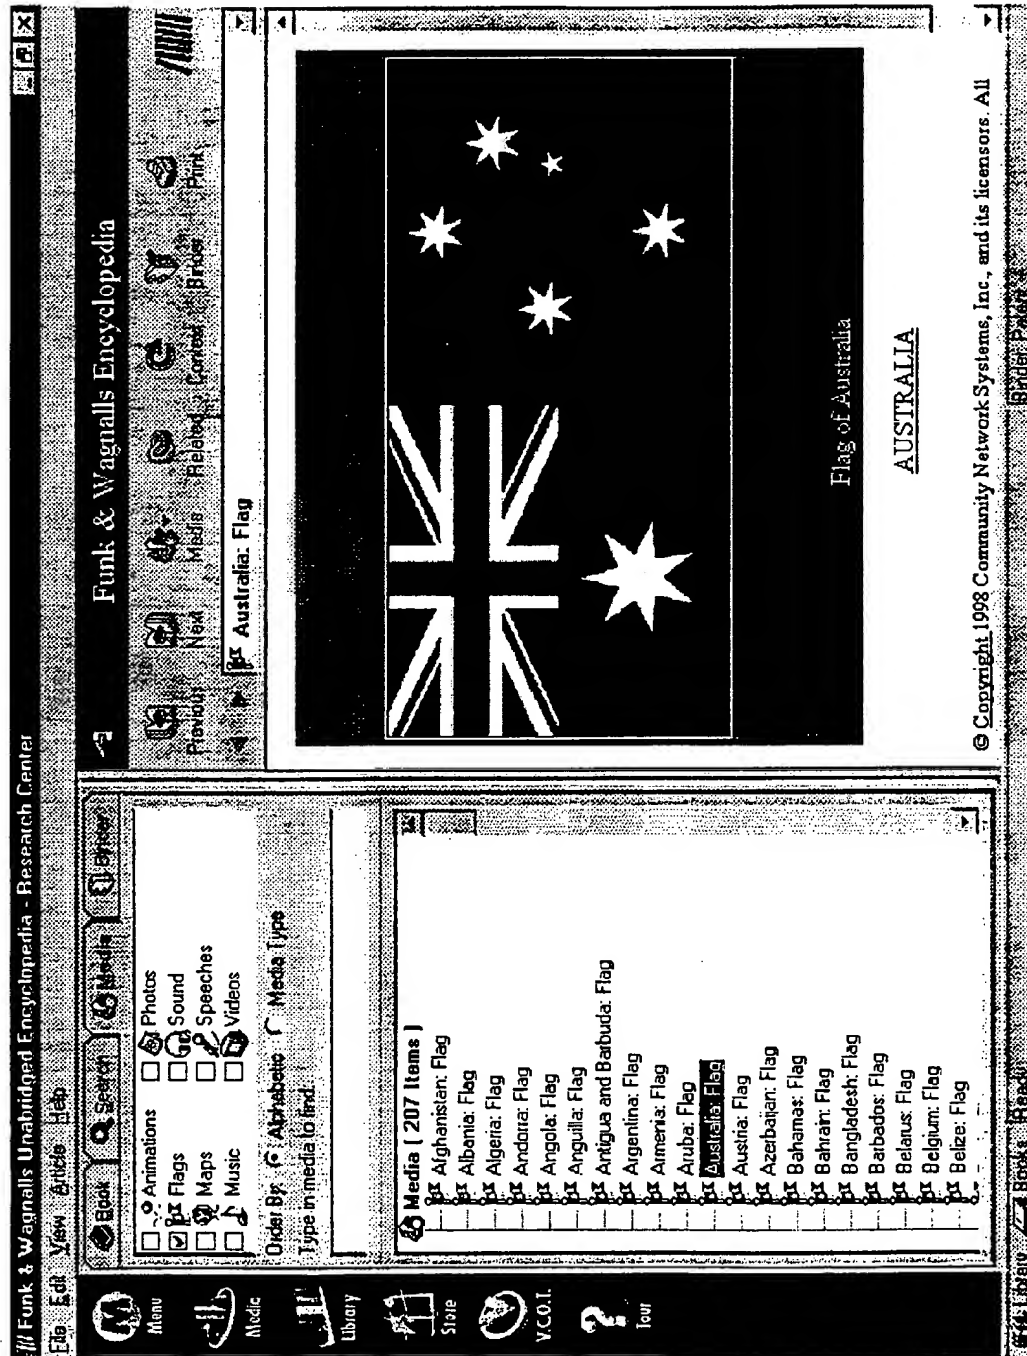 Funk & Wagnalls Unabridged Encyclopedia - Research Center
File Edit View Article Help
Menu
Media
Library
Store
V.C.O.T.
Tour
Book Search Media Binder
Animations Photos
Flags Sound
Maps Speeches
Music Videos
Order By: Alphabetic Media Type
Type in media to find:
Media ( 207 Items )
Afghanistan: Flag
Albania: Flag
Algeria: Flag
Andorra: Flag
Angola: Flag
Anguilla: Flag
Antigua and Barbuda: Flag
Argentina: Flag
Armenia: Flag
Aruba: Flag
Australia: Flag
Austria: Flag
Azerbaijan: Flag
Bahamas: Flag
Bahrain: Flag
Bangladesh: Flag
Barbados: Flag
Belarus: Flag
Belgium: Flag
Belize: Flag
Funk & Wagnalls Encyclopedia
Previous Next Media Related Context Binder Print
Australia: Flag
Flag of Australia
AUSTRALIA
© Copyright 1998 Community Network Systems, Inc., and its licensors. All
Library Books Ready